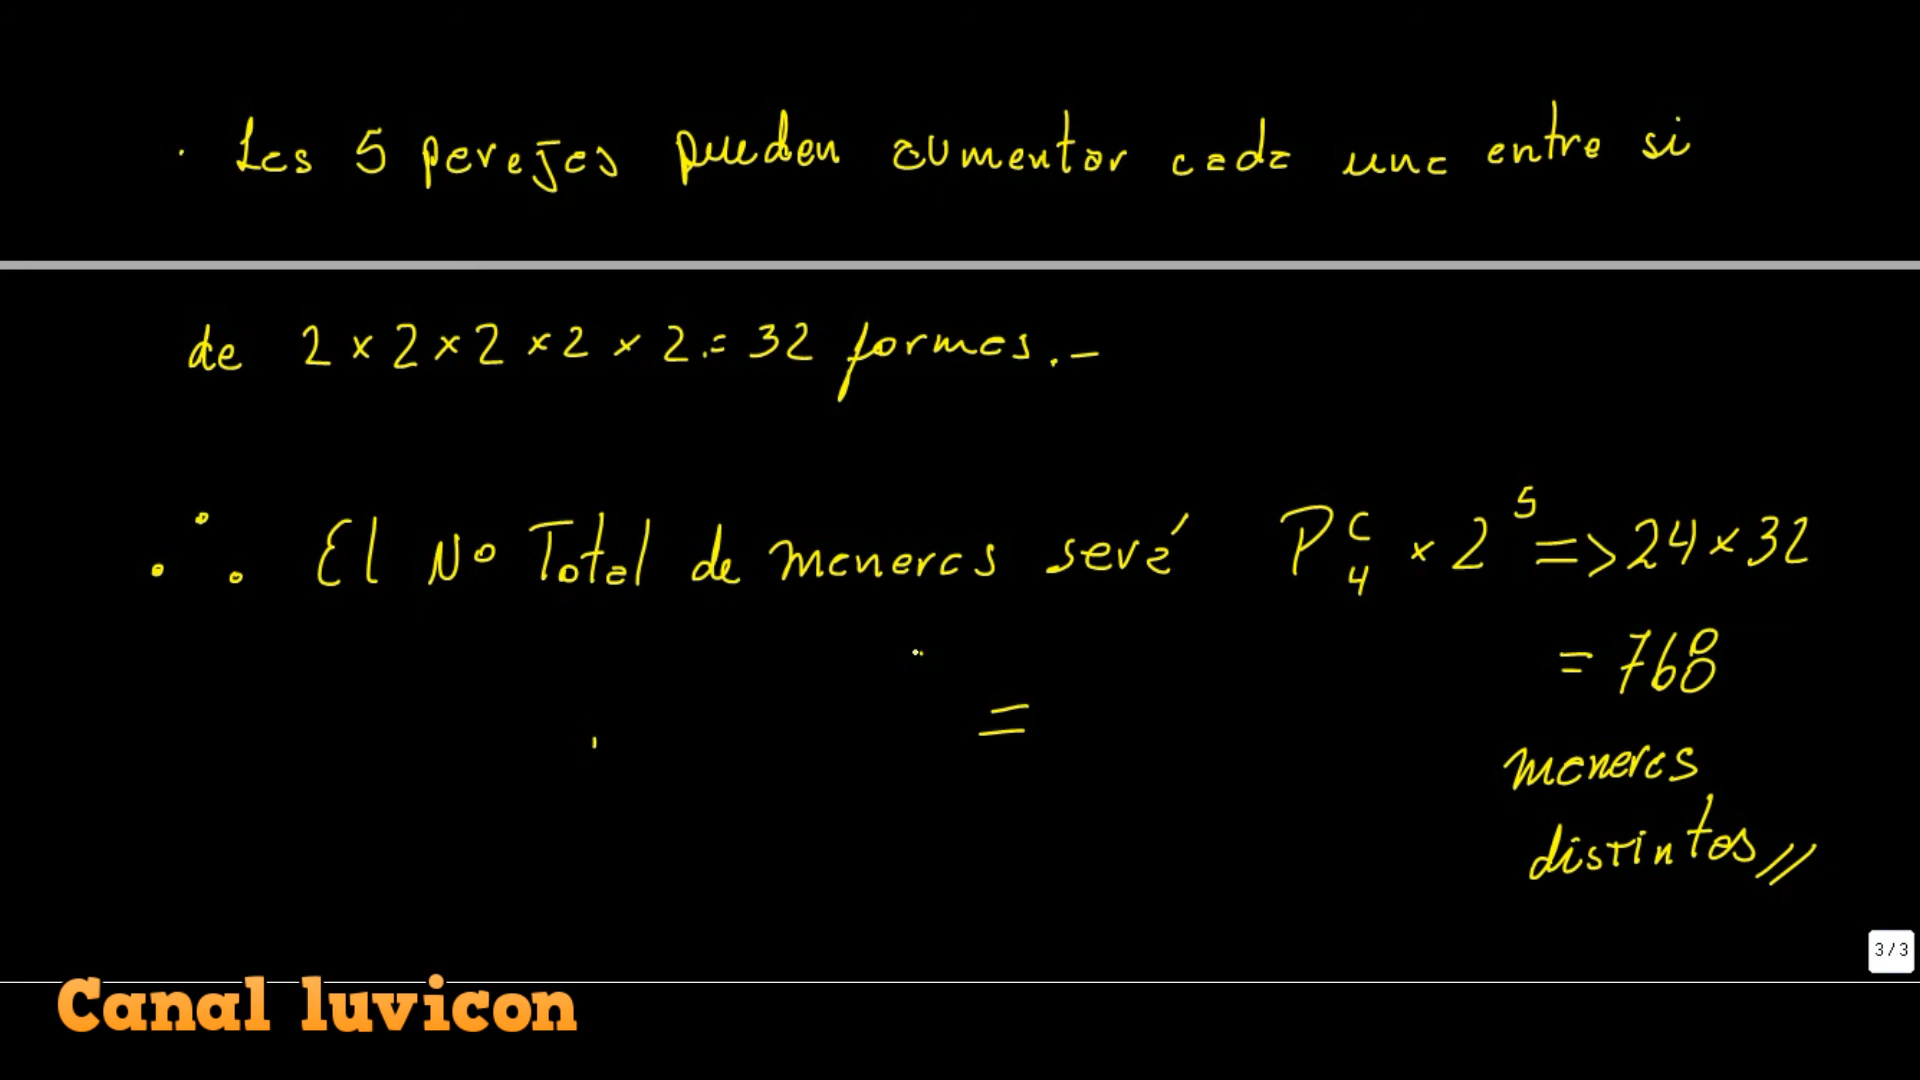 . Las 5 parejas pueden aumentar cada una entre si
de 2 x 2 x 2 x 2 x 2 = 32 formas.-
∴ El No Total de maneras será P^c_4 x 2^5 => 24 x 32
= 768
=
maneras
distintas//
3 / 3
Canal luvicon